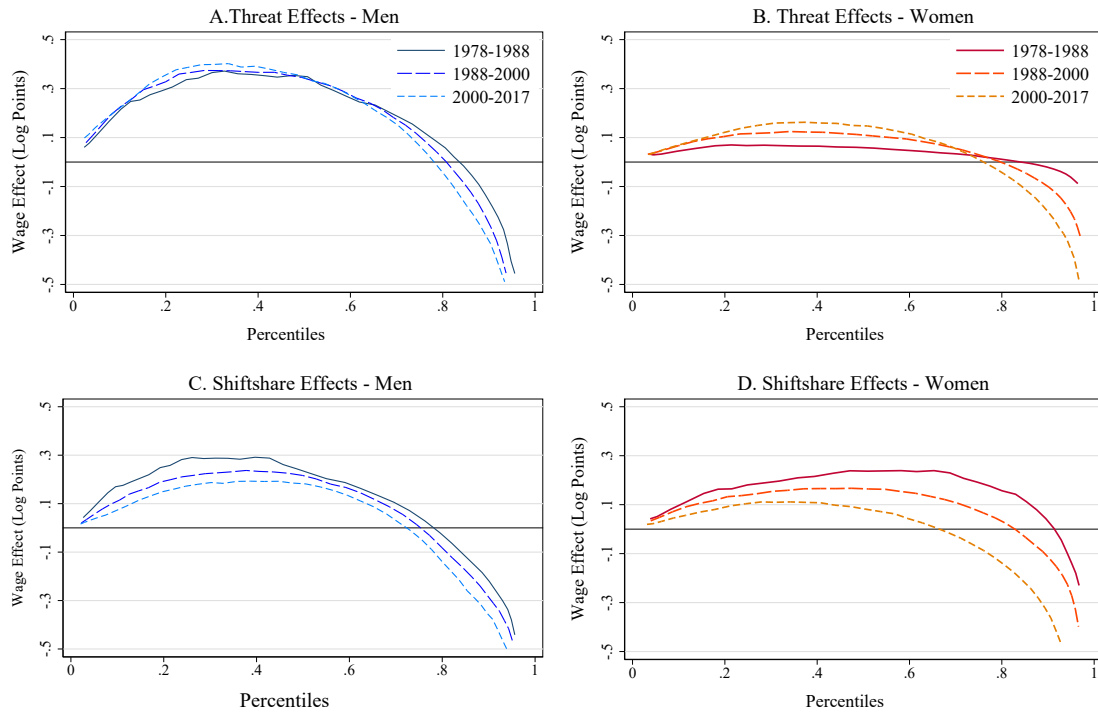 A.Threat Effects - Men
Wage Effect (Log Points)
.5
.3
.1
-.1
-.3
-.5
1978-1988
1988-2000
2000-2017
0 .2 .4 .6 .8 1
Percentiles
B. Threat Effects - Women
Wage Effect (Log Points)
.5
.3
.1
-.1
-.3
-.5
1978-1988
1988-2000
2000-2017
0 .2 .4 .6 .8 1
Percentiles
C. Shiftshare Effects - Men
Wage Effect (Log Points)
.5
.3
.1
-.1
-.3
-.5
0 .2 .4 .6 .8 1
Percentiles
D. Shiftshare Effects - Women
Wage Effect (Log Points)
.5
.3
.1
-.1
-.3
-.5
0 .2 .4 .6 .8 1
Percentiles